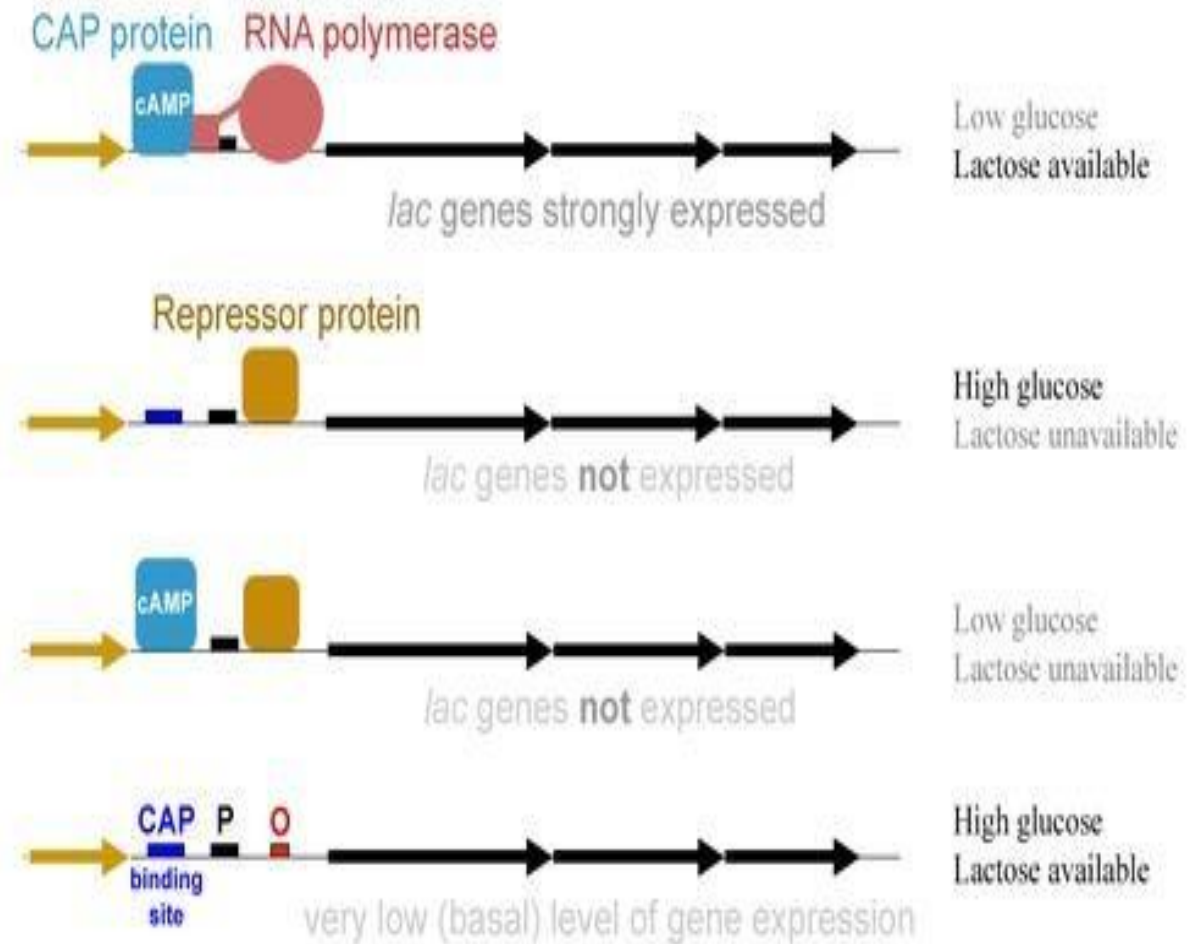 CAP protein RNA polymerase
cAMP
Low glucose
Lactose available
lac genes strongly expressed
Repressor protein
High glucose
Lactose unavailable
lac genes not expressed
cAMP
Low glucose
Lactose unavailable
lac genes not expressed
CAP P O
binding
site
High glucose
Lactose available
very low (basal) level of gene expression